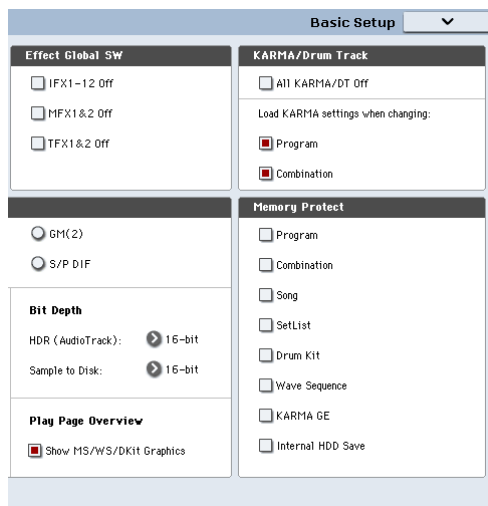 Basic Setup
Effect Global SW
IFX1-12 Off
MFX1&2 Off
TFX1&2 Off
KARMA/Drum Track
All KARMA/DT Off
Load KARMA settings when changing:
Program
Combination
GM(2)
S/P DIF
Bit Depth
HDR (AudioTrack): 16-bit
Sample to Disk: 16-bit
Play Page Overview
Show MS/WS/DKit Graphics
Memory Protect
Program
Combination
Song
SetList
Drum Kit
Wave Sequence
KARMA GE
Internal HDD Save